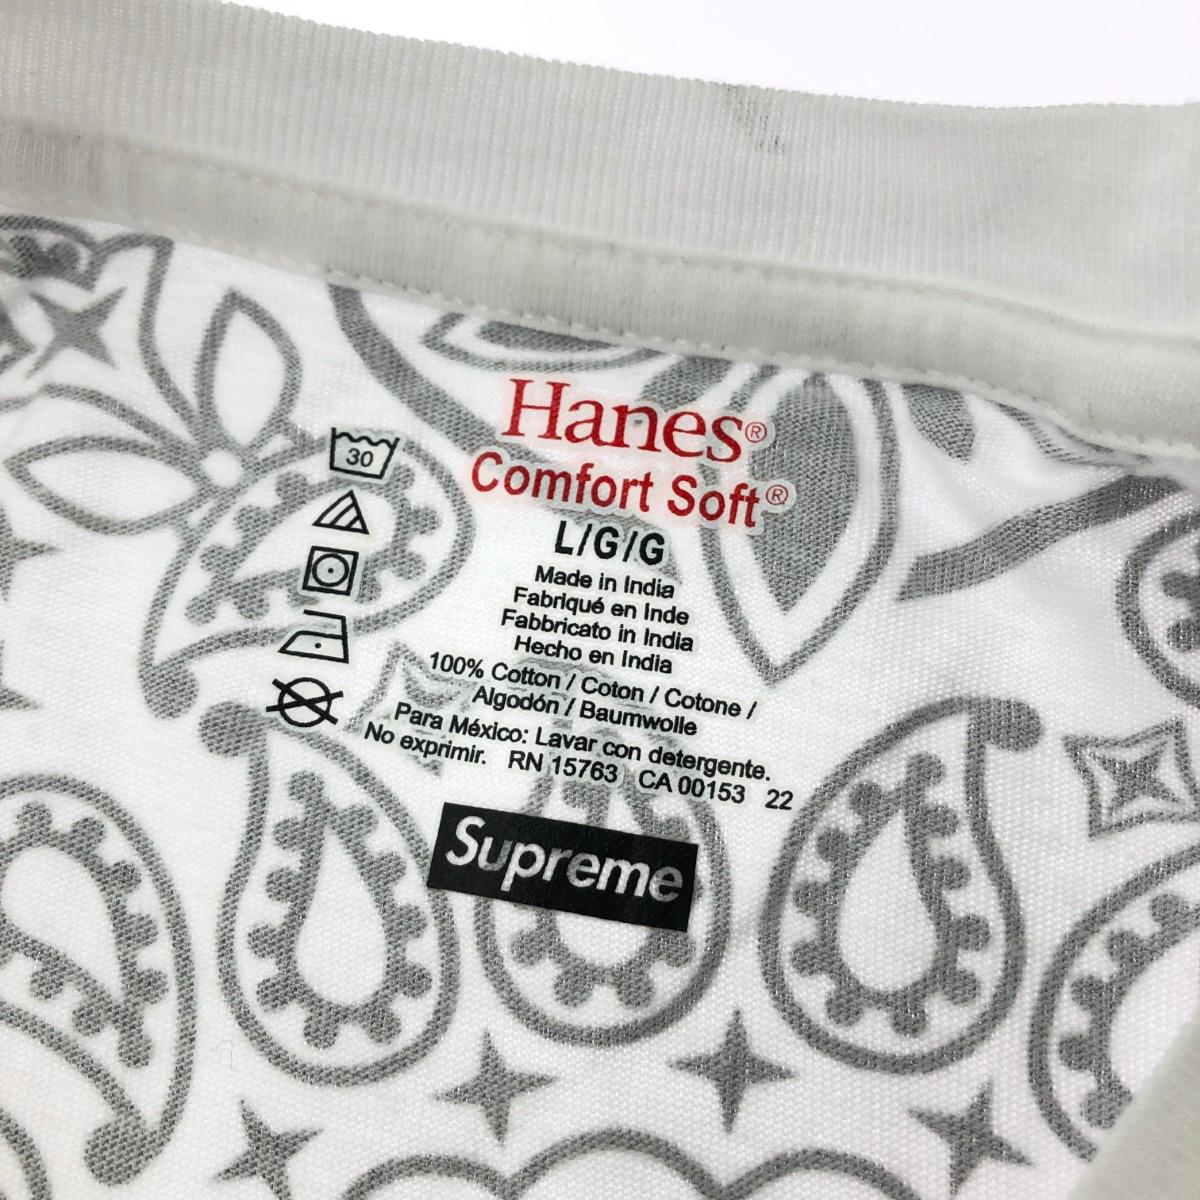 Hanes®
Comfort Soft®
30
L/G/G
Made in India
Fabriqué en Inde
Fabbricato in India
Hecho en India
100% Cotton / Coton / Cotone /
Algodón / Baumwolle
Para México: Lavar con detergente.
No exprimir. RN 15763 CA 00153 22
Supreme